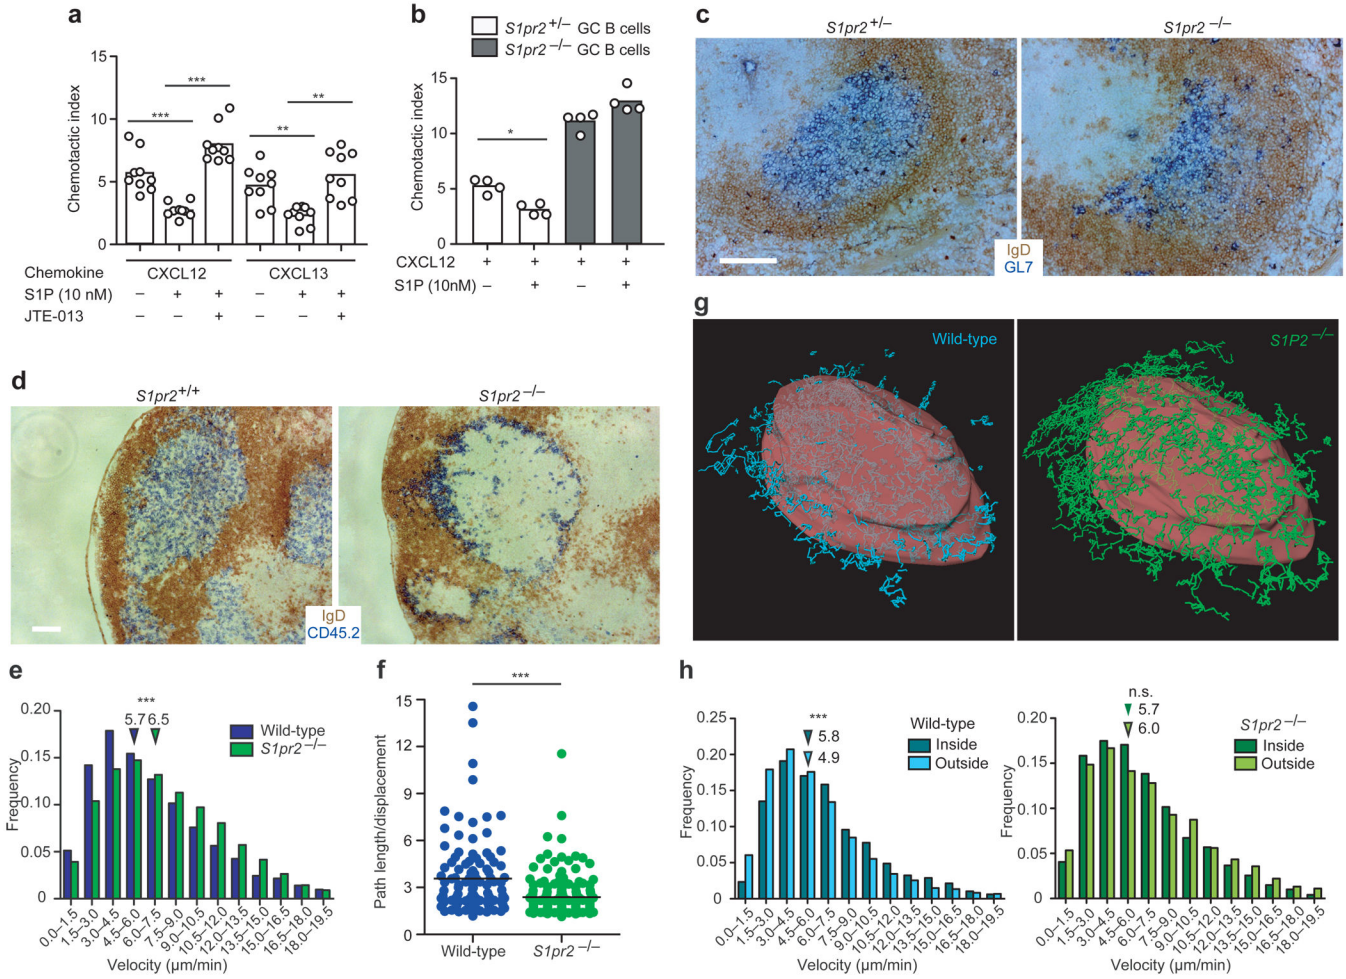 a
Chemotactic index
15
10
5
0
***
***
**
**
Chemokine
CXCL12
CXCL13
S1P (10 nM)
– + + – + +
JTE-013
– – + – – +
b
S1pr2+/– GC B cells
S1pr2–/– GC B cells
Chemotactic index
15
10
5
0
*
CXCL12 + + + +
S1P (10nM) – + – +
c
S1pr2+/–
S1pr2–/–
IgD
GL7
d
S1pr2+/+
S1pr2–/–
IgD
CD45.2
g
Wild-type
S1P2–/–
e
Frequency
0.20
0.15
0.10
0.05
0
***
5.7 6.5
Wild-type
S1pr2–/–
0.0–1.5
1.5–3.0
3.0–4.5
4.5–6.0
6.0–7.5
7.5–9.0
9.0–10.5
10.5–12.0
12.0–13.5
13.5–15.0
15.0–16.5
16.5–18.0
18.0–19.5
Velocity (µm/min)
f
Path length/displacement
15
12
9
6
3
0
***
Wild-type
S1pr2–/–
h
Frequency
0.25
0.20
0.15
0.10
0.05
0
***
5.8
4.9
Wild-type
Inside
Outside
0.0–1.5
1.5–3.0
3.0–4.5
4.5–6.0
6.0–7.5
7.5–9.0
9.0–10.5
10.5–12.0
12.0–13.5
13.5–15.0
15.0–16.5
16.5–18.0
18.0–19.5
Velocity (µm/min)
Frequency
0.20
0.15
0.10
0.05
0
n.s.
5.7
6.0
S1pr2–/–
Inside
Outside
0.0–1.5
1.5–3.0
3.0–4.5
4.5–6.0
6.0–7.5
7.5–9.0
9.0–10.5
10.5–12.0
12.0–13.5
13.5–15.0
15.0–16.5
16.5–18.0
18.0–19.5
Velocity (µm/min)